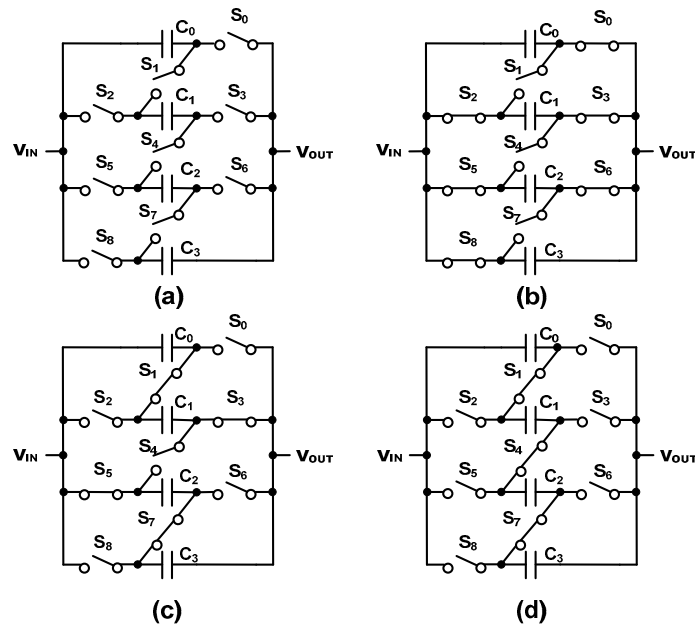 C0 S0
S1
S2 C1 S3
S4
VIN VOUT
S5 C2 S6
S7
S8 C3
(a)
C0 S0
S1
S2 C1 S3
S4
VIN VOUT
S5 C2 S6
S7
S8 C3
(b)
C0 S0
S1
S2 C1 S3
S4
VIN VOUT
S5 C2 S6
S7
S8 C3
(c)
C0 S0
S1
S2 C1 S3
S4
VIN VOUT
S5 C2 S6
S7
S8 C3
(d)